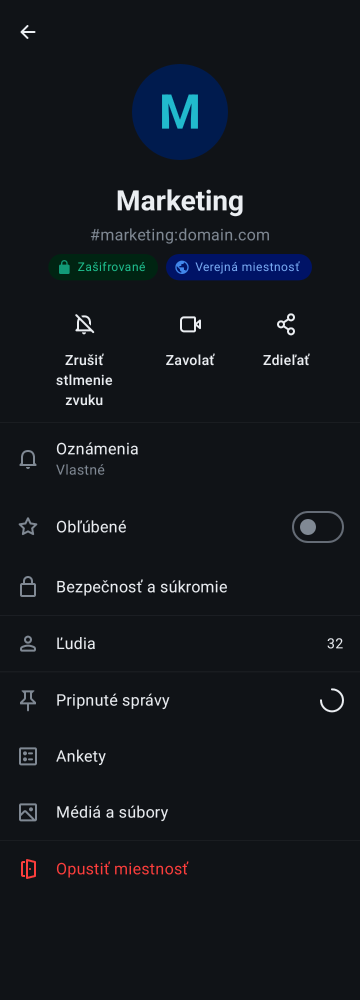 M
Marketing
#marketing:domain.com
Zašifrované
Verejná miestnosť
Zrušiť
stlmenie
zvuku
Zavolať
Zdieľať
Oznámenia
Vlastné
Obľúbené
Bezpečnosť a súkromie
Ľudia
32
Pripnuté správy
Ankety
Médiá a súbory
Opustiť miestnosť